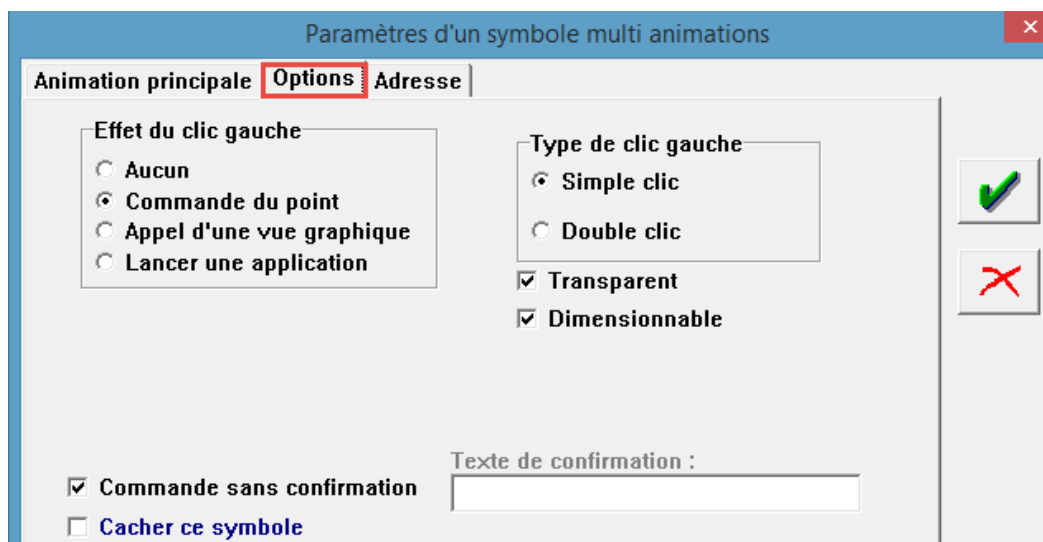 Paramètres d'un symbole multi animations
Animation principale Options Adresse
Effet du clic gauche
Aucun
Commande du point
Appel d'une vue graphique
Lancer une application
Type de clic gauche
Simple clic
Double clic
Transparent
Dimensionnable
Texte de confirmation :
Commande sans confirmation
Cacher ce symbole